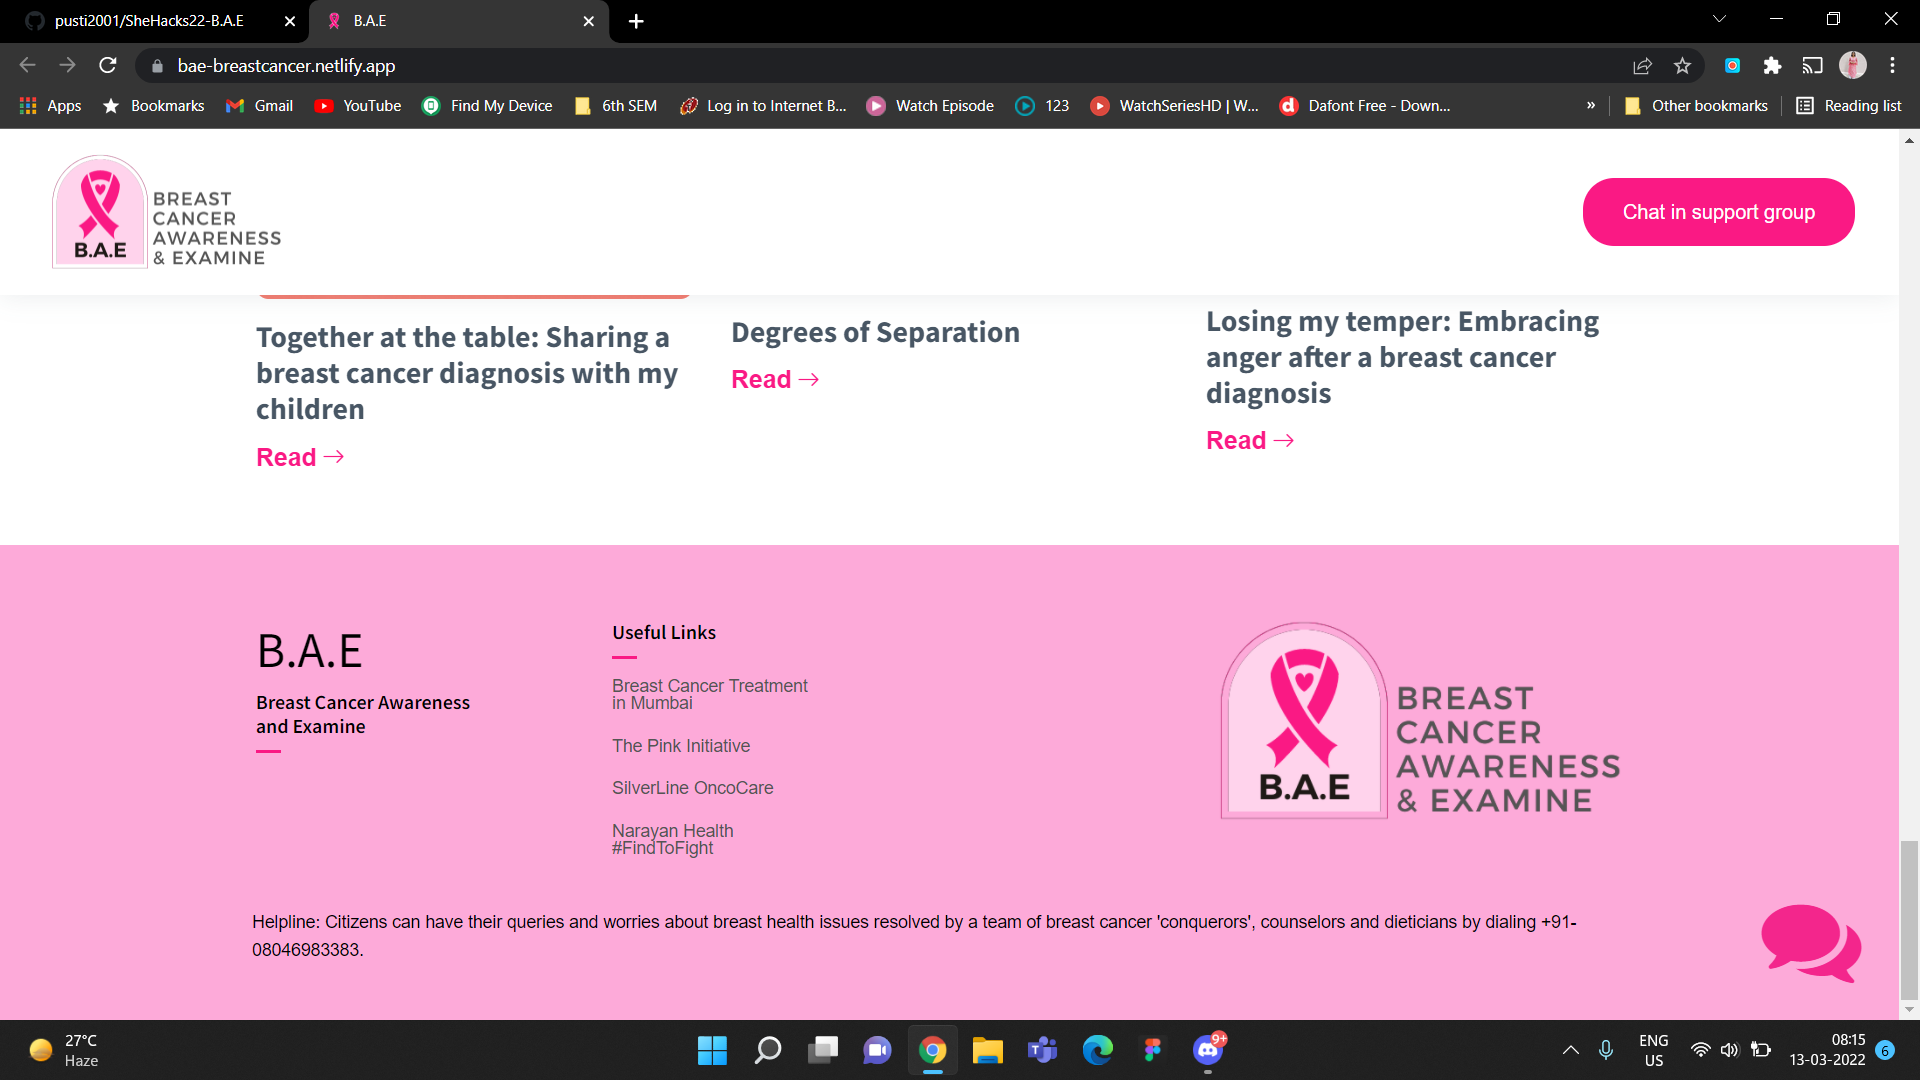 pusti2001/SheHacks22-B.A.E
B.A.E
bae-breastcancer.netlify.app
Apps
Bookmarks
Gmail
YouTube
Find My Device
6th SEM
Log in to Internet B...
Watch Episode
123
WatchSeriesHD | W...
Dafont Free - Down...
»
Other bookmarks
Reading list
B.A.E
BREAST
CANCER
AWARENESS
& EXAMINE
Chat in support group
Together at the table: Sharing a
breast cancer diagnosis with my
children
Read →
Degrees of Separation
Read →
Losing my temper: Embracing
anger after a breast cancer
diagnosis
Read →
B.A.E
Breast Cancer Awareness
and Examine
Useful Links
Breast Cancer Treatment
in Mumbai
The Pink Initiative
SilverLine OncoCare
Narayan Health
#FindToFight
B.A.E
BREAST
CANCER
AWARENESS
& EXAMINE
Helpline: Citizens can have their queries and worries about breast health issues resolved by a team of breast cancer 'conquerors', counselors and dieticians by dialing +91-
08046983383.
27°C
Haze
9+
ENG
US
08:15
13-03-2022
6